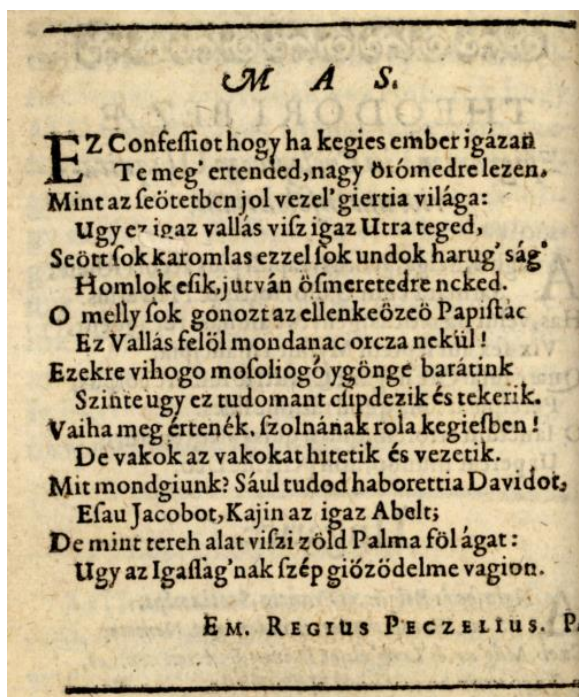 M A S.
EZ Confeſſiot hogy ha kegies ember igázan
Te meg' ertended, nagy örómedre lezen.
Mint az ſeötetben jol vezel' giertia világa:
Ugy ez igaz vallás viſz igaz Utra teged,
Seött ſok karomlas ezzel ſok undok harug' ság'
Homlok eſik, jutván öſmeretedre neked.
O melly ſok gonozt az ellenkeözeö Papiſtác
Ez Vallás felöl mondanac orcza nekül!
Ezekre vihogo moſoliogó ygönge barátink
Szinte ugy ez tudomant cſipdezik és tekerik.
Vaiha meg értenék, ſzolnának rola kegieſben!
De vakok az vakokat hitetik és vezetik.
Mit mondgiunk? Sául tudod haborettia Davidot,
Eſau Jacobot, Kajin az igaz Abelt;
De mint tereh alat viſzi zöld Palma föl ágat:
Ugy az Igaſſag'nak ſzép giözödelme vagion.
EM. REGIUS PECZELIUS.